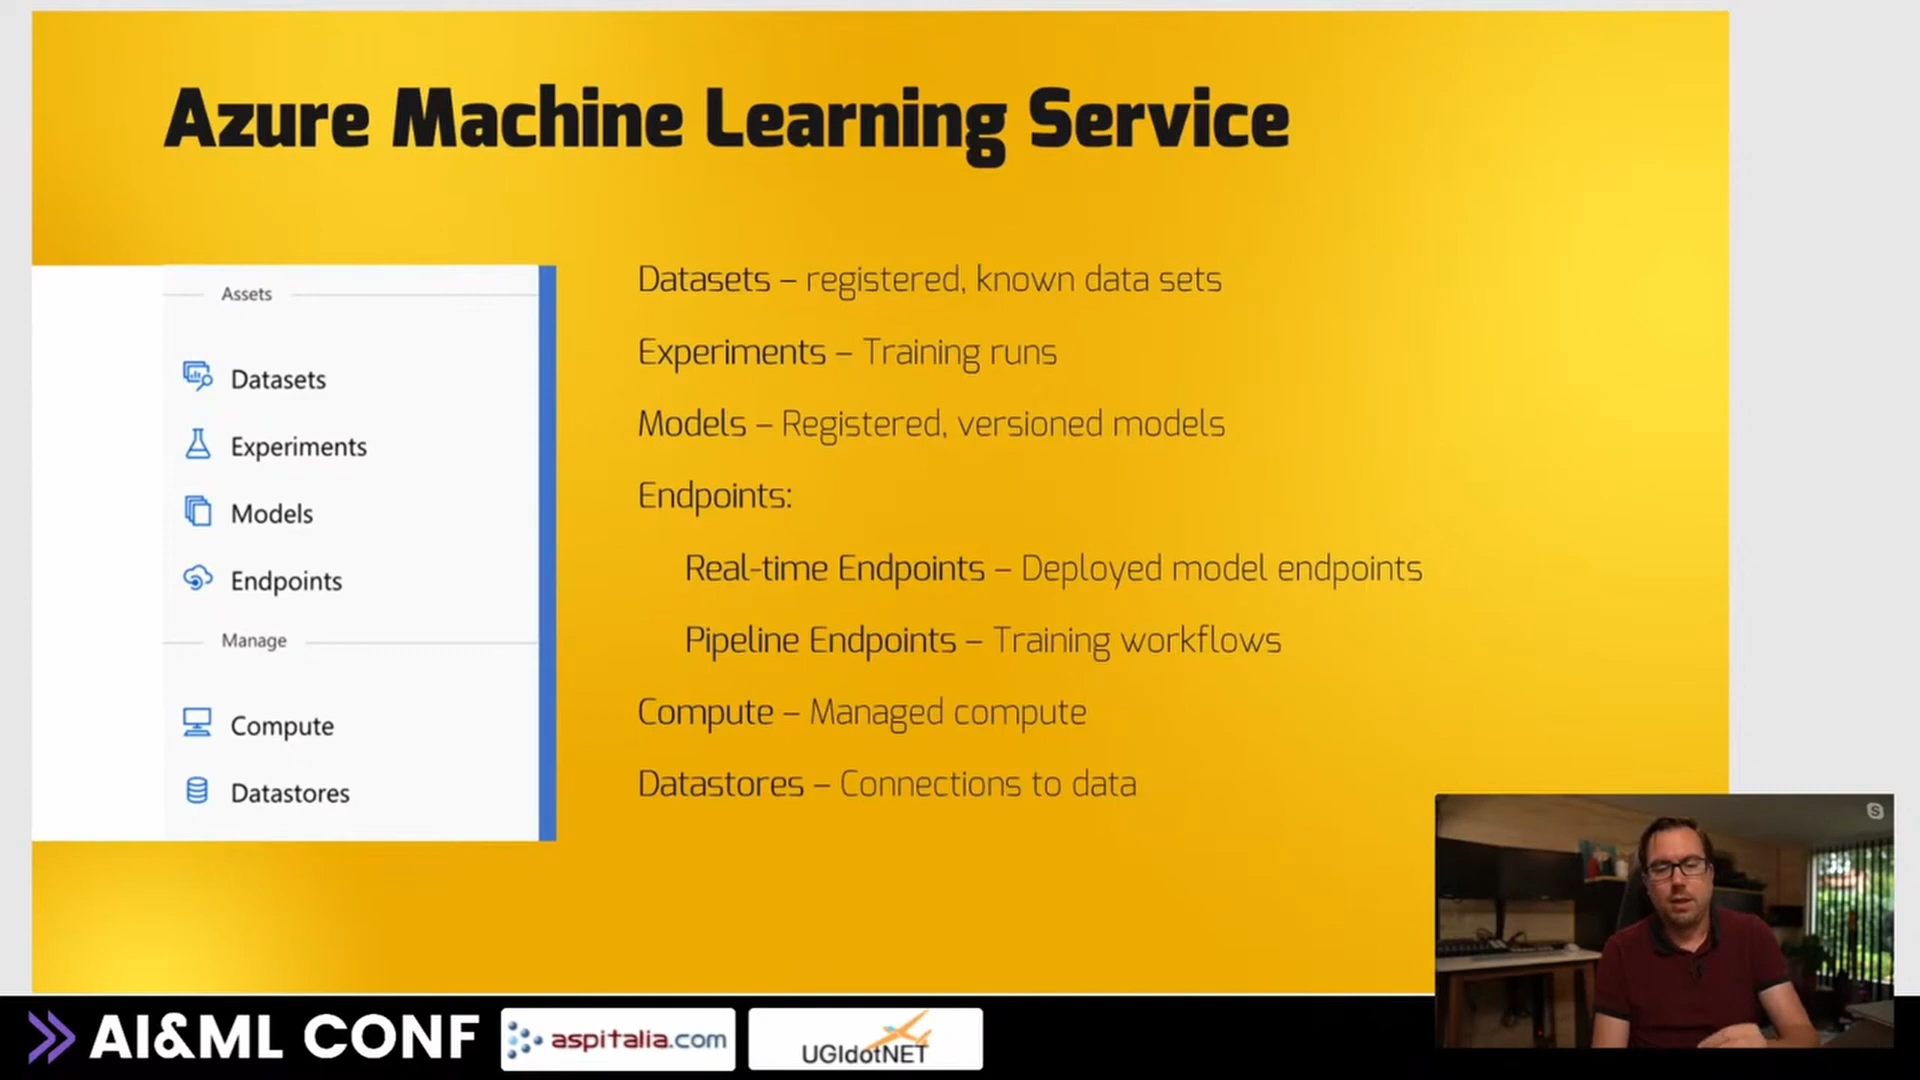 Azure Machine Learning Service
Assets
Datasets
Experiments
Models
Endpoints
Manage
Compute
Datastores
Datasets – registered, known data sets
Experiments – Training runs
Models – Registered, versioned models
Endpoints:
Real-time Endpoints – Deployed model endpoints
Pipeline Endpoints – Training workflows
Compute – Managed compute
Datastores – Connections to data
AI&ML CONF
aspitalia.com
UGIdotNET